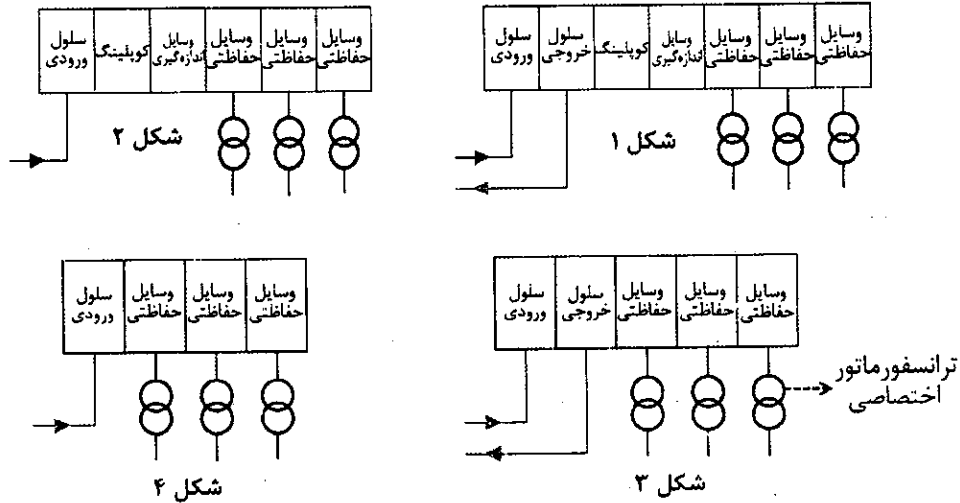 سلول ورودی
سلول خروجی
کوپلینگ
وسایل اندازه‌گیری
وسایل حفاظتی
وسایل حفاظتی
وسایل حفاظتی
شکل ۱
سلول ورودی
کوپلینگ
وسایل اندازه‌گیری
وسایل حفاظتی
وسایل حفاظتی
وسایل حفاظتی
شکل ۲
سلول ورودی
سلول خروجی
وسایل حفاظتی
وسایل حفاظتی
وسایل حفاظتی
ترانسفورماتور
اختصاصی
شکل ۳
سلول ورودی
وسایل حفاظتی
وسایل حفاظتی
وسایل حفاظتی
شکل ۴